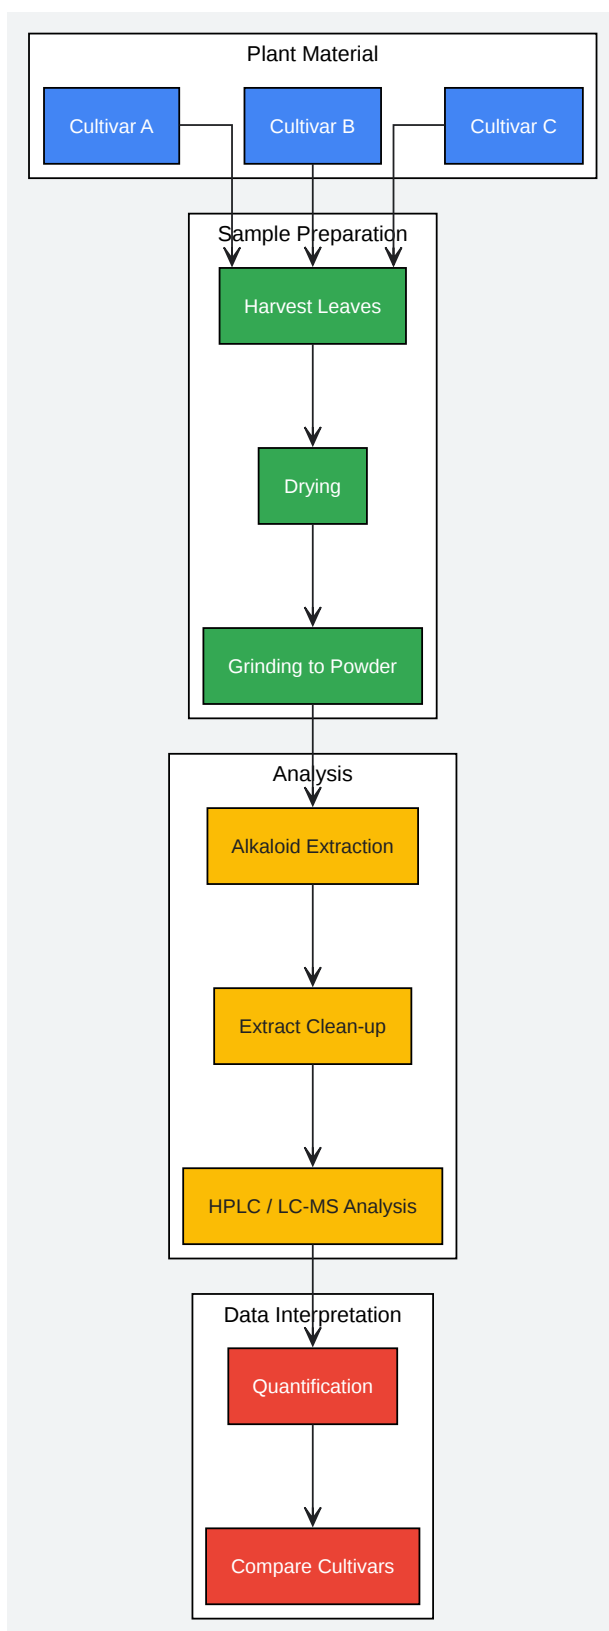 Plant Material
Cultivar A
Cultivar B
Cultivar C
Sample Preparation
Harvest Leaves
Drying
Grinding to Powder
Analysis
Alkaloid Extraction
Extract Clean-up
HPLC / LC-MS Analysis
Data Interpretation
Quantification
Compare Cultivars